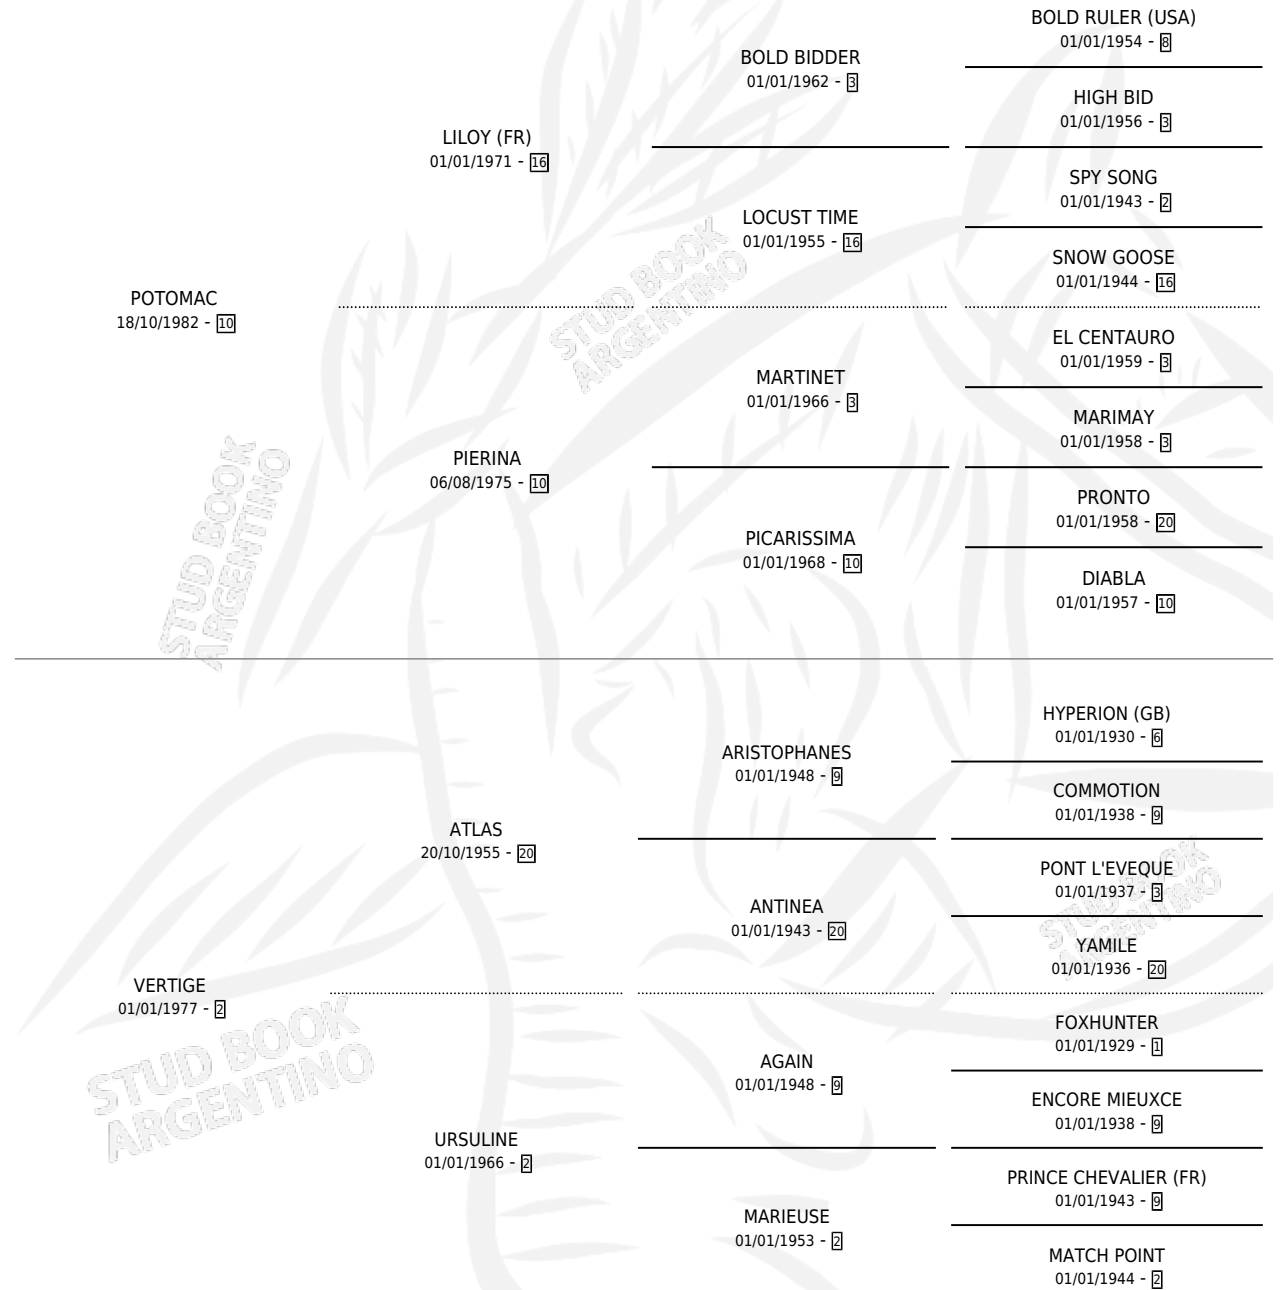 BOLD RULER (USA)
01/01/1954 - 8
BOLD BIDDER
01/01/1962 - 3
HIGH BID
01/01/1956 - 3
LILOY (FR)
01/01/1971 - 16
SPY SONG
01/01/1943 - 2
LOCUST TIME
01/01/1955 - 16
SNOW GOOSE
01/01/1944 - 16
POTOMAC
18/10/1982 - 10
STUD BOOK
ARGENTINO
EL CENTAURO
01/01/1959 - 3
MARTINET
01/01/1966 - 3
MARIMAY
01/01/1958 - 3
PIERINA
06/08/1975 - 10
PRONTO
01/01/1958 - 20
PICARISSIMA
01/01/1968 - 10
DIABLA
01/01/1957 - 10
STUD BOOK
ARGENTINO
HYPERION (GB)
01/01/1930 - 6
ARISTOPHANES
01/01/1948 - 9
COMMOTION
01/01/1938 - 9
ATLAS
20/10/1955 - 20
PONT L'EVEQUE
01/01/1937 - 3
ANTINEA
01/01/1943 - 20
YAMILE
01/01/1936 - 20
STUD BOOK
ARGENTINO
VERTIGE
01/01/1977 - 2
FOXHUNTER
01/01/1929 - 1
AGAIN
01/01/1948 - 9
ENCORE MIEUXCE
01/01/1938 - 9
STUD BOOK
ARGENTINO
URSULINE
01/01/1966 - 2
PRINCE CHEVALIER (FR)
01/01/1943 - 9
MARIEUSE
01/01/1953 - 2
MATCH POINT
01/01/1944 - 2